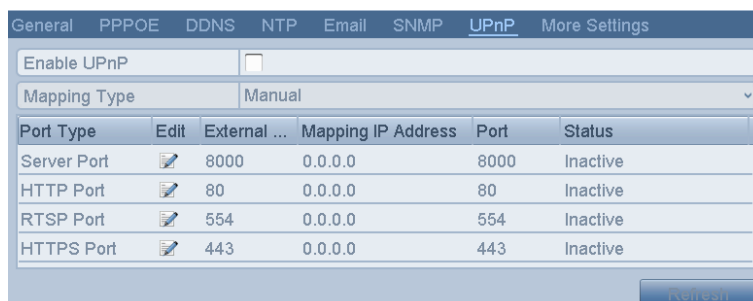 General PPPOE DDNS NTP Email SNMP UPnP More Settings
Enable UPnP
Mapping Type Manual
Port Type Edit External ... Mapping IP Address Port Status
Server Port 8000 0.0.0.0 8000 Inactive
HTTP Port 80 0.0.0.0 80 Inactive
RTSP Port 554 0.0.0.0 554 Inactive
HTTPS Port 443 0.0.0.0 443 Inactive
Refresh